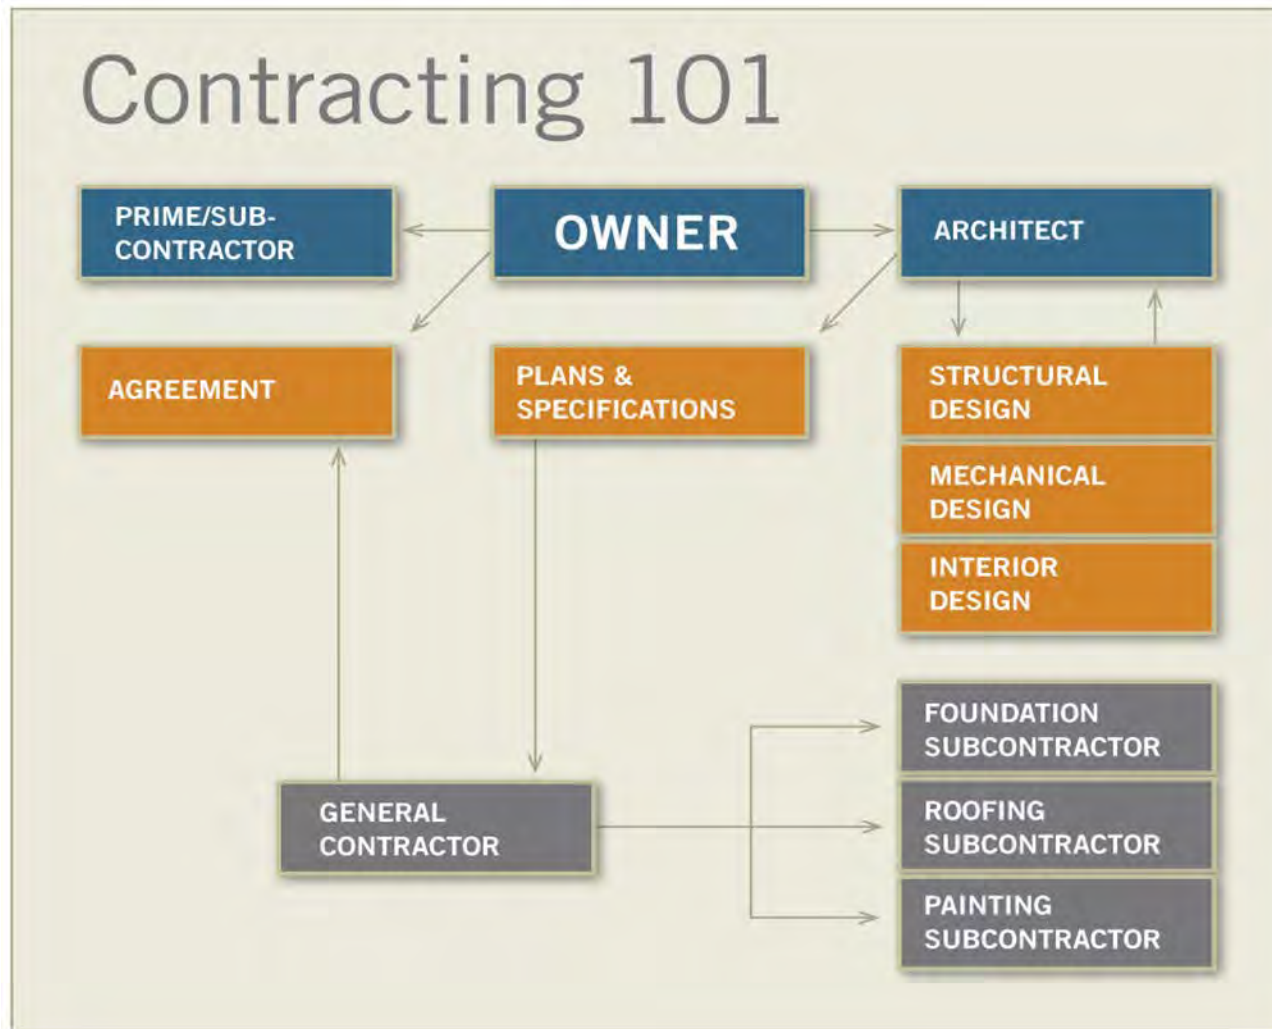 Contracting 101
PRIME/SUB-
CONTRACTOR
OWNER
ARCHITECT
AGREEMENT
PLANS &
SPECIFICATIONS
STRUCTURAL
DESIGN
MECHANICAL
DESIGN
INTERIOR
DESIGN
GENERAL
CONTRACTOR
FOUNDATION
SUBCONTRACTOR
ROOFING
SUBCONTRACTOR
PAINTING
SUBCONTRACTOR